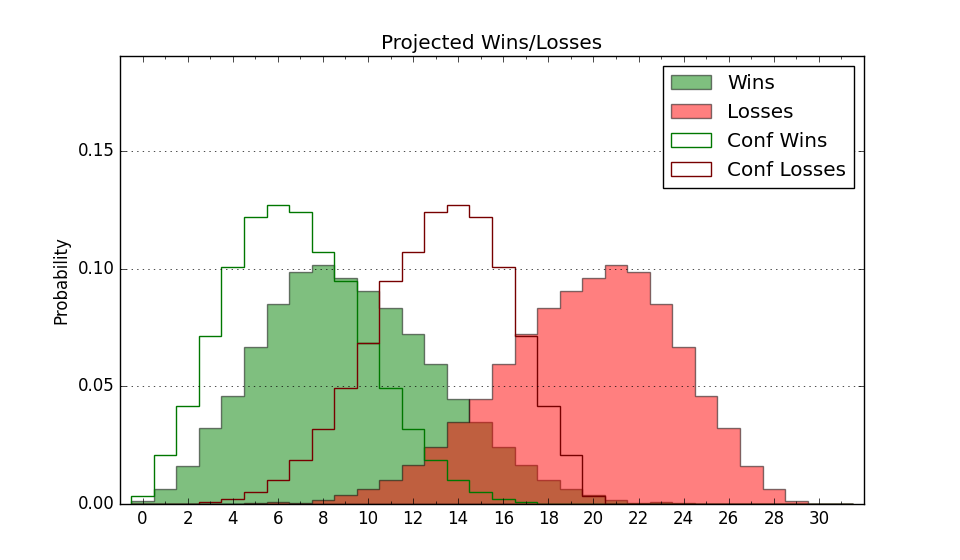 Projected Wins/Losses
Wins
Losses
Conf Wins
Conf Losses
Probability
0.15
0.10
0.05
0.00
0 2 4 6 8 10 12 14 16 18 20 22 24 26 28 30